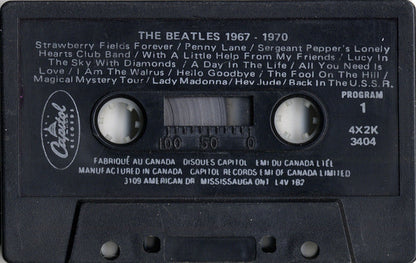 THE BEATLES 1967 - 1970
Strawberry Fields Forever / Penny Lane / Sergeant Pepper's Lonely
Hearts Club Band / With A Little Help From My Friends / Lucy In
The Sky With Diamonds / A Day In The Life / All You Need Is
Love / I Am The Walrus / Hello Goodbye / The Fool On The Hill /
Magical Mystery Tour / Lady Madonna / Hey Jude / Back In The U.S.S.R.
PROGRAM
1
Capitol
100 50 0
4X2K
3404
FABRIQUÉ AU CANADA DISQUES CAPITOL EMI DU CANADA LTÉE
MANUFACTURED IN CANADA CAPITOL RECORDS EMI OF CANADA LIMITED
3109 AMERICAN DR MISSISSAUGA ONT L4V 1B2